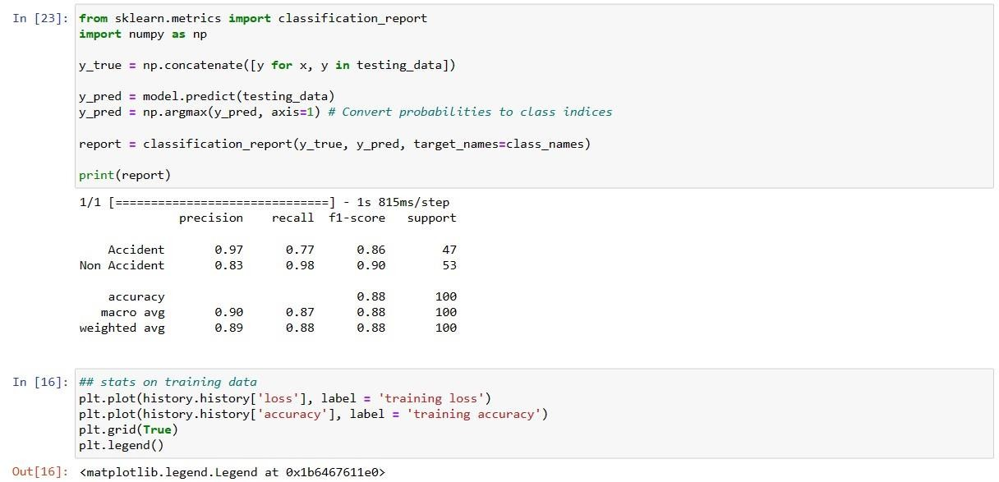 In [23]: from sklearn.metrics import classification_report
import numpy as np
y_true = np.concatenate([y for x, y in testing_data])
y_pred = model.predict(testing_data)
y_pred = np.argmax(y_pred, axis=1) # Convert probabilities to class indices
report = classification_report(y_true, y_pred, target_names=class_names)
print(report)
1/1 [==============================] - 1s 815ms/step
precision recall f1-score support
Accident 0.97 0.77 0.86 47
Non Accident 0.83 0.98 0.90 53
accuracy 0.88 100
macro avg 0.90 0.87 0.88 100
weighted avg 0.89 0.88 0.88 100
In [16]: ## stats on training data
plt.plot(history.history['loss'], label = 'training loss')
plt.plot(history.history['accuracy'], label = 'training accuracy')
plt.grid(True)
plt.legend()
Out[16]: <matplotlib.legend.Legend at 0x1b6467611e0>